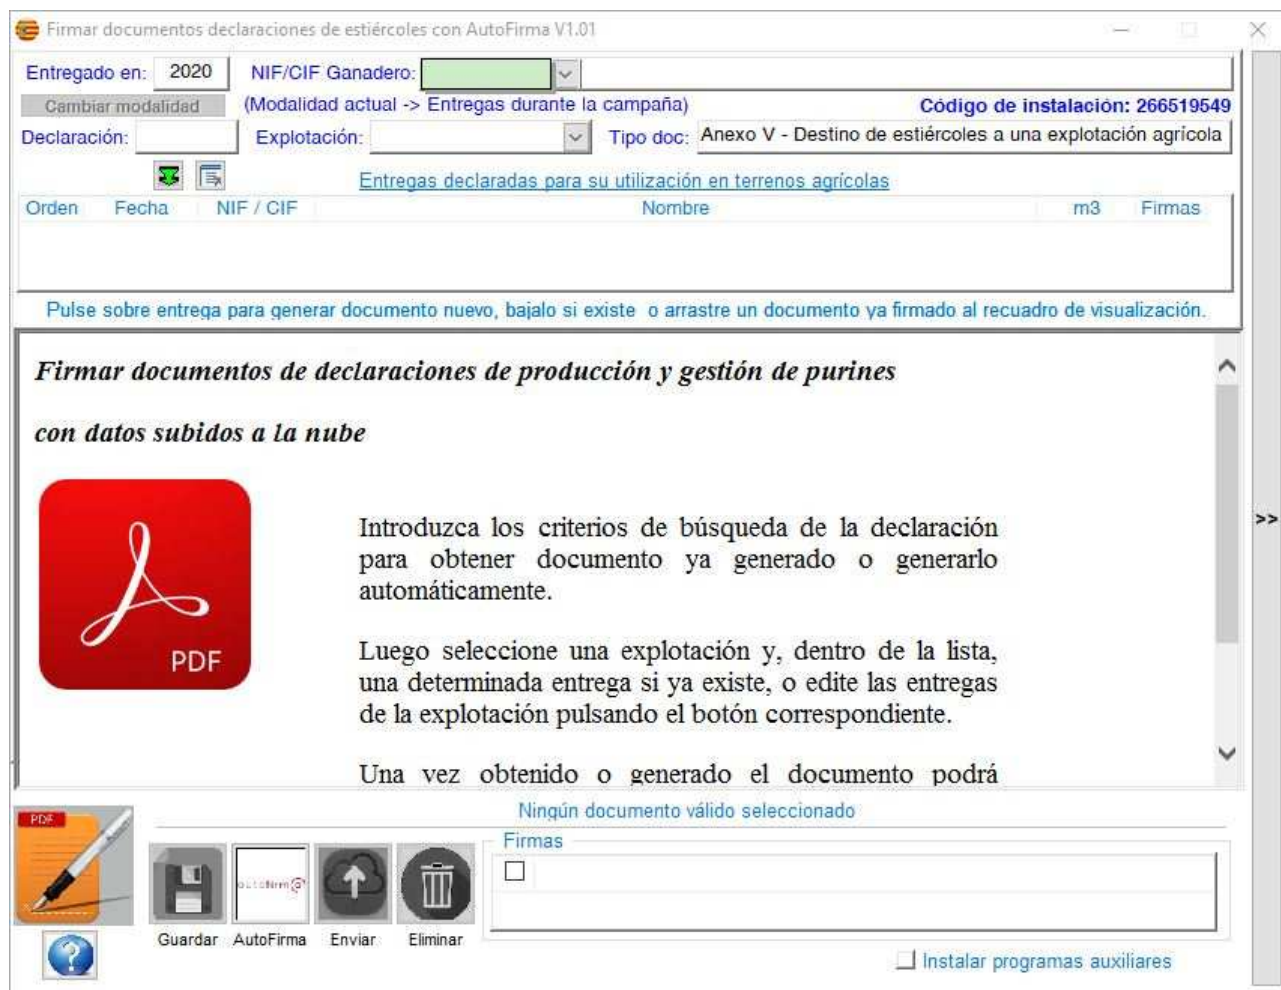 Firmar documentos declaraciones de estiércoles con AutoFirma V1.01
Entregado en: 2020 NIF/CIF Ganadero:
Cambiar modalidad (Modalidad actual -> Entregas durante la campaña) Código de instalación: 266519549
Declaración: Explotación: Tipo doc: Anexo V - Destino de estiércoles a una explotación agrícola
Entregas declaradas para su utilización en terrenos agrícolas
Orden Fecha NIF / CIF Nombre m3 Firmas
Pulse sobre entrega para generar documento nuevo, bajalo si existe o arrastre un documento ya firmado al recuadro de visualización.
Firmar documentos de declaraciones de producción y gestión de purines
con datos subidos a la nube
Introduzca los criterios de búsqueda de la declaración
para obtener documento ya generado o generarlo
automáticamente.
PDF
Luego seleccione una explotación y, dentro de la lista,
una determinada entrega si ya existe, o edite las entregas
de la explotación pulsando el botón correspondiente.
Una vez obtenido o generado el documento podrá
>>
Ningún documento válido seleccionado
PDF
Firmas
autofirm@
Guardar AutoFirma Enviar Eliminar
?
Instalar programas auxiliares